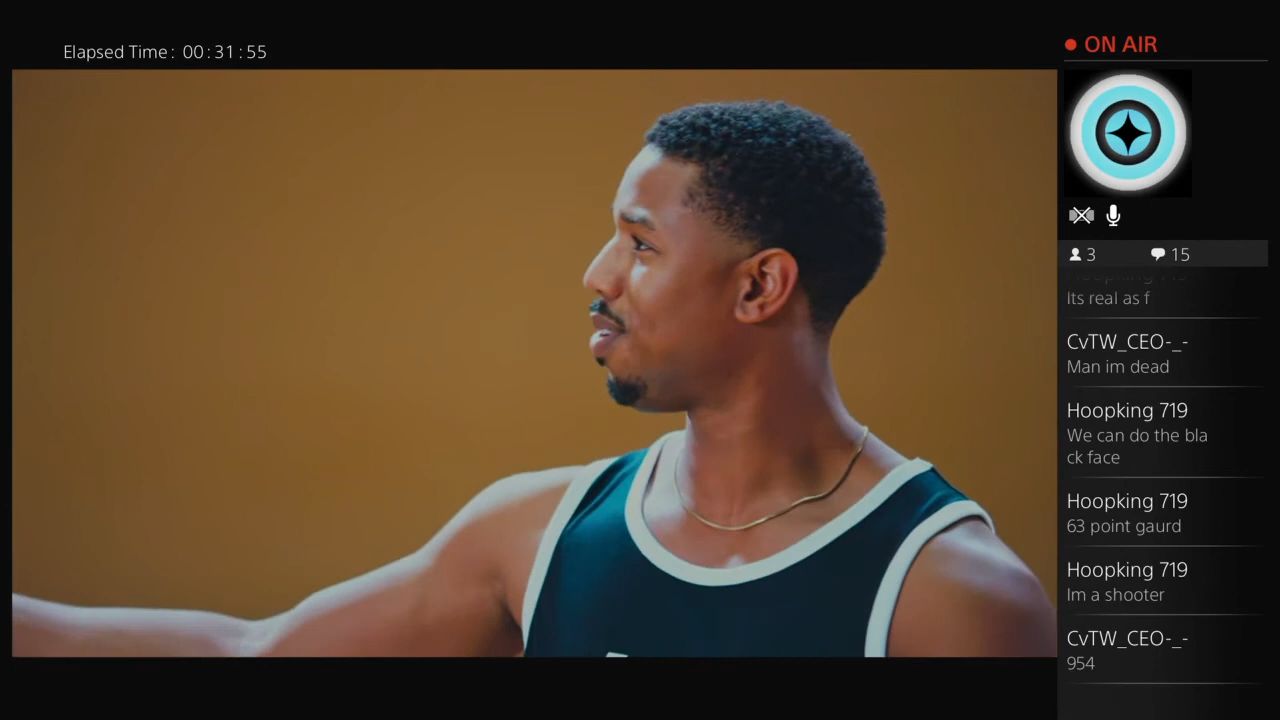 Elapsed Time: 00:31:55
ON AIR
3
15
Its real as f
CvTW_CEO-_-
Man im dead
Hoopking 719
We can do the bla
ck face
Hoopking 719
63 point gaurd
Hoopking 719
Im a shooter
CvTW_CEO-_-
954